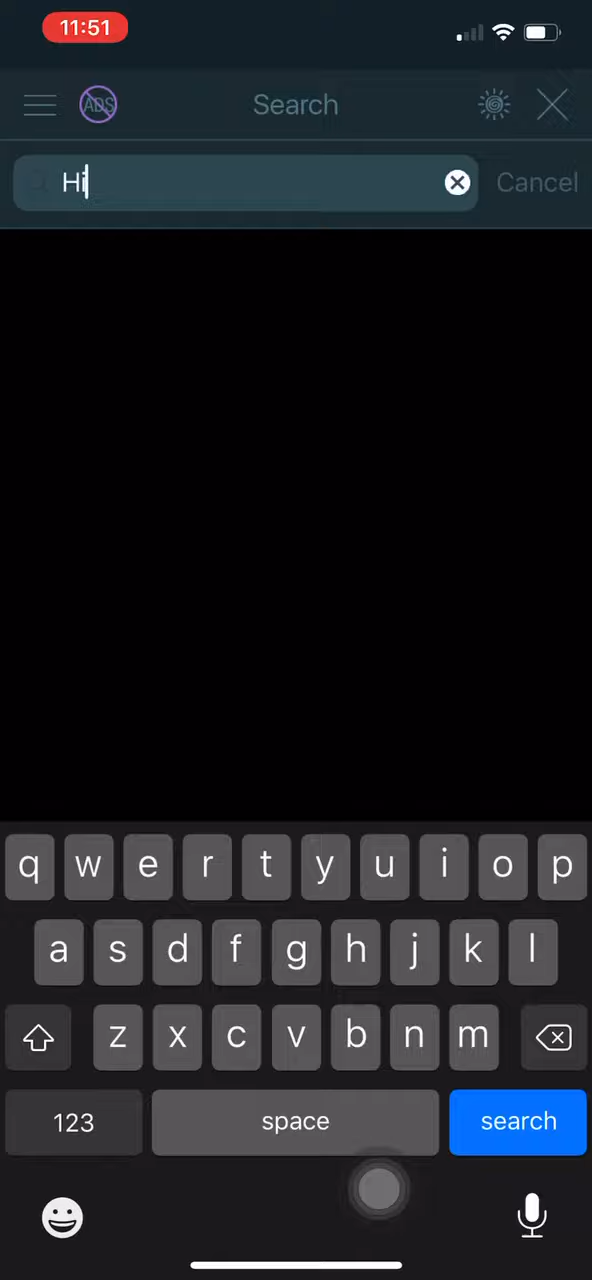 11:51
ADS
Search
Hi
Cancel
q w e r t y u i o p
a s d f g h j k l
z x c v b n m
123 space search